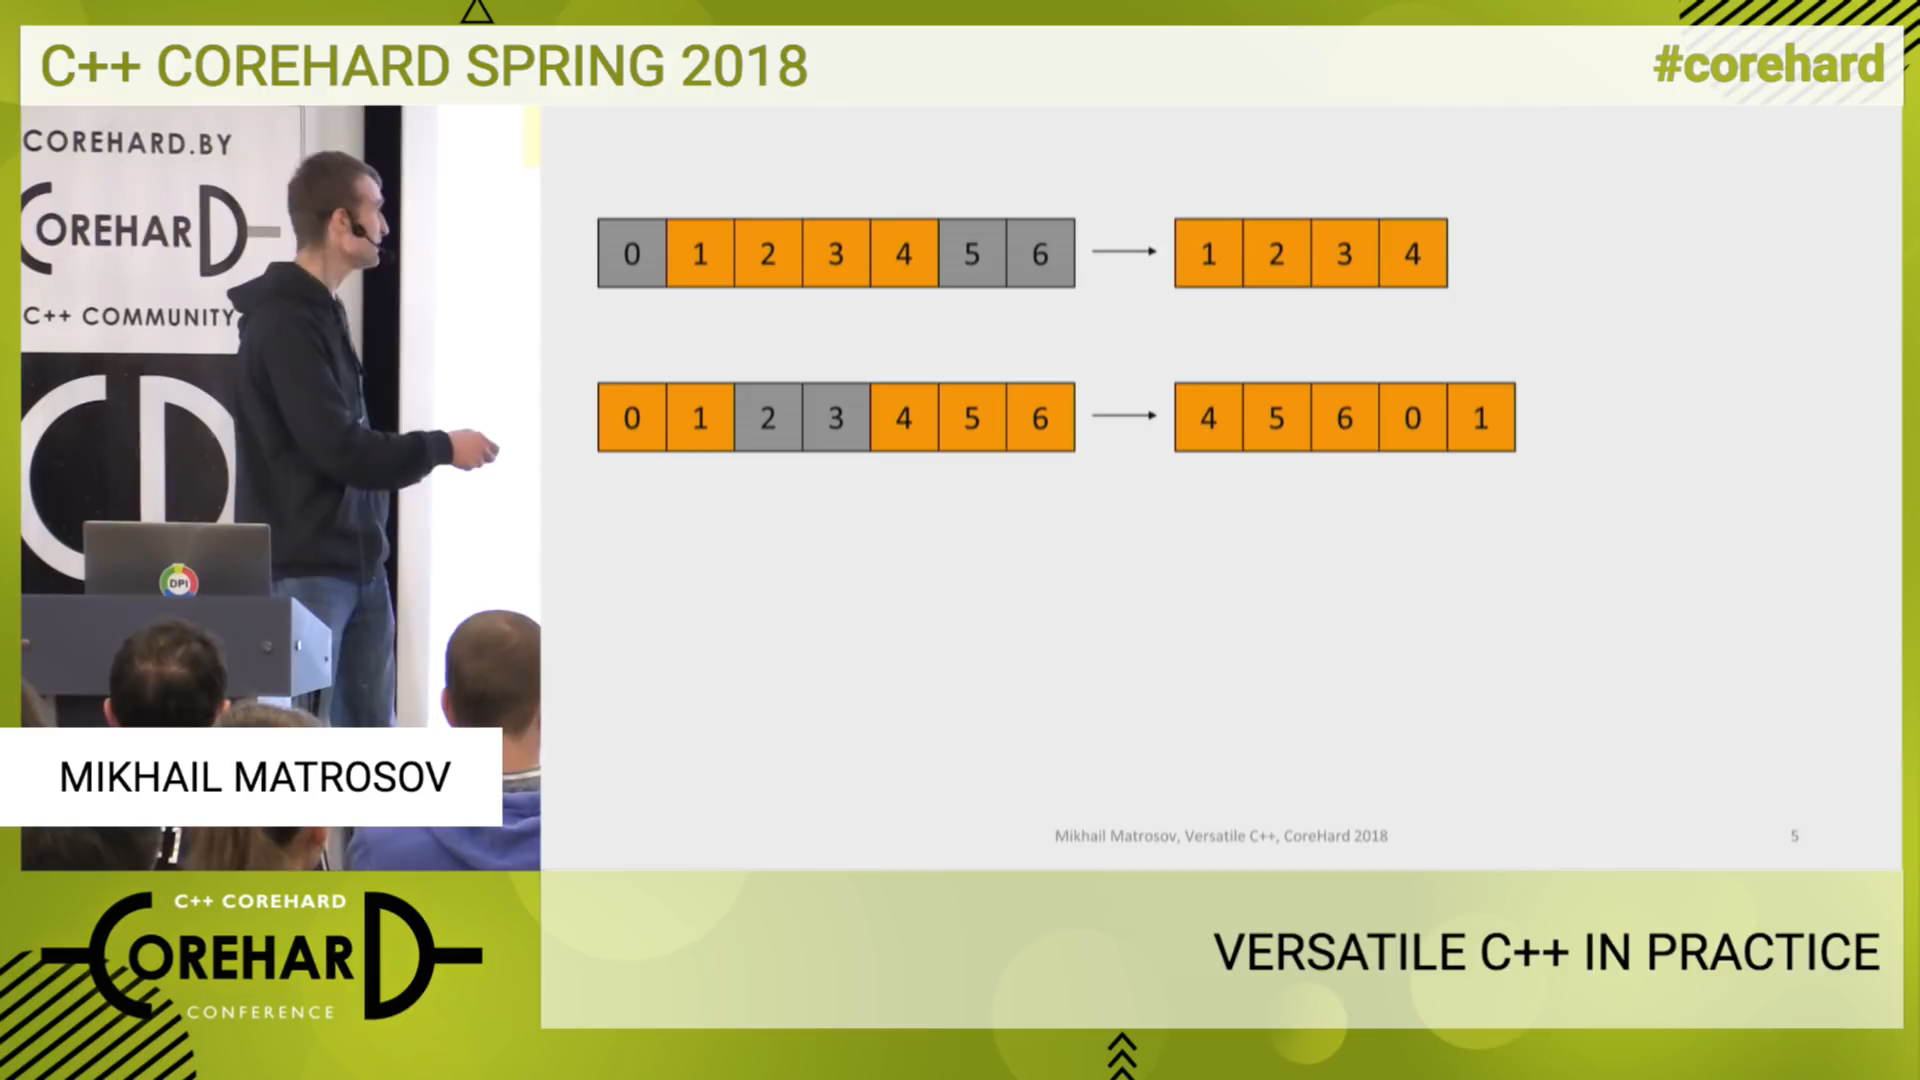 C++ COREHARD SPRING 2018
#corehard
COREHARD.BY
COREHARD
C++ COMMUNITY
DPI
0 1 2 3 4 5 6 1 2 3 4
0 1 2 3 4 5 6 4 5 6 0 1
MIKHAIL MATROSOV
Mikhail Matrosov, Versatile C++, CoreHard 2018
5
C++ COREHARD
COREHARD
CONFERENCE
VERSATILE C++ IN PRACTICE